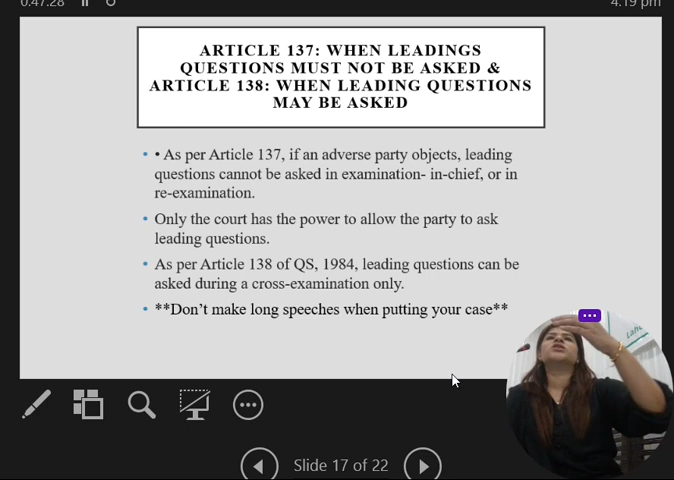 0:47:28
4:19 pm
ARTICLE 137: WHEN LEADINGS
QUESTIONS MUST NOT BE ASKED &
ARTICLE 138: WHEN LEADING QUESTIONS
MAY BE ASKED
• • As per Article 137, if an adverse party objects, leading
questions cannot be asked in examination- in-chief, or in
re-examination.
• Only the court has the power to allow the party to ask
leading questions.
• As per Article 138 of QS, 1984, leading questions can be
asked during a cross-examination only.
• **Don’t make long speeches when putting your case**
Slide 17 of 22